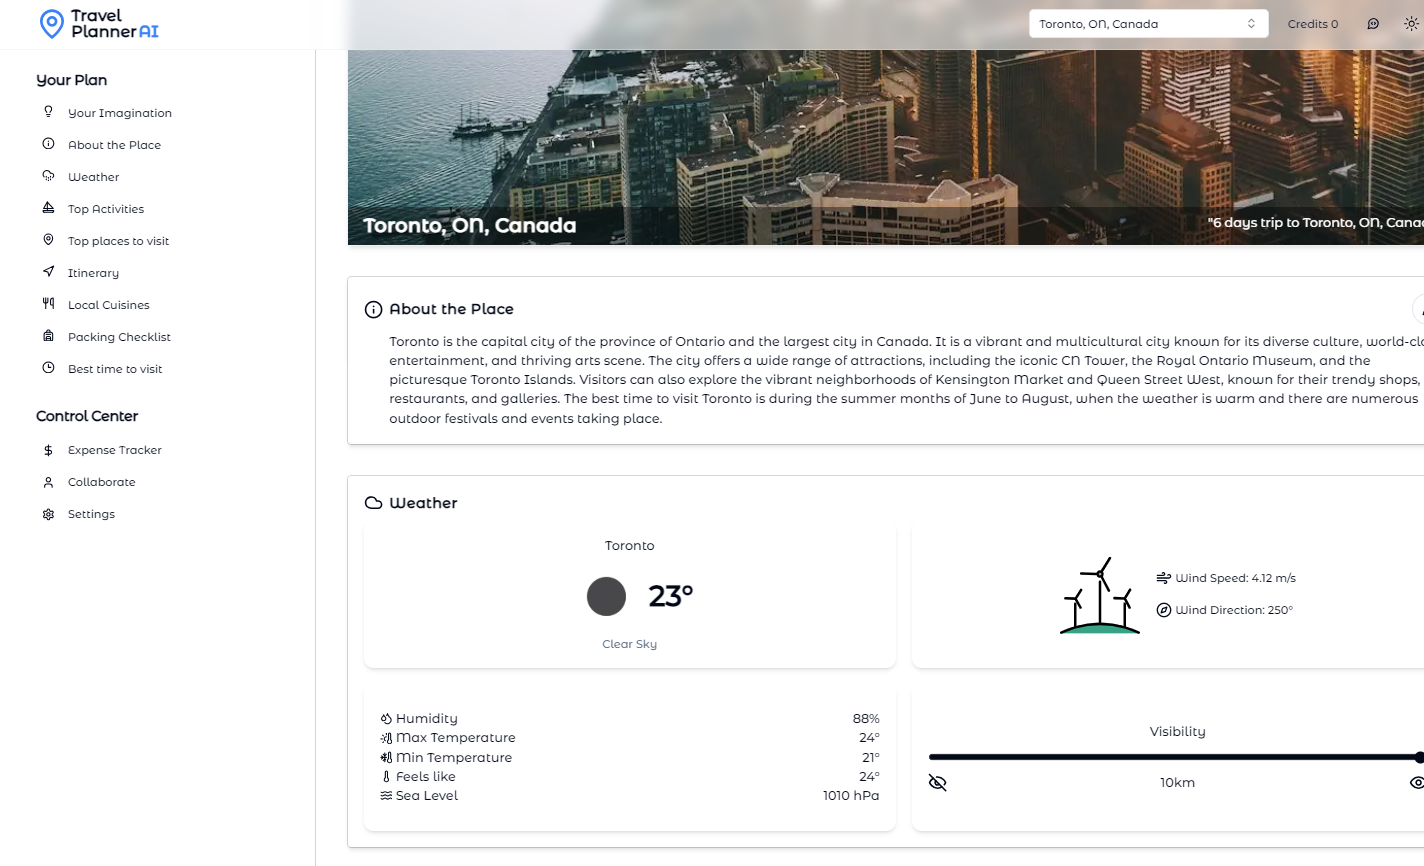 Travel
Planner AI
Toronto, ON, Canada
Credits 0
Your Plan
Your Imagination
About the Place
Weather
Top Activities
Top places to visit
Itinerary
Local Cuisines
Packing Checklist
Best time to visit
Control Center
Expense Tracker
Collaborate
Settings
Toronto, ON, Canada
"6 days trip to Toronto, ON,
About the Place
Toronto is the capital city of the province of Ontario and the largest city in Canada. It is a vibrant and multicultural city known for its diverse culture,
entertainment, and thriving arts scene. The city offers a wide range of attractions, including the iconic CN Tower, the Royal Ontario Museum, and the
picturesque Toronto Islands. Visitors can also explore the vibrant neighborhoods of Kensington Market and Queen Street West, known for their trendy shops,
restaurants, and galleries. The best time to visit Toronto is during the summer months of June to August, when the weather is warm and there are numerous
outdoor festivals and events taking place.
Weather
Toronto
23°
Clear Sky
Wind Speed: 4.12 m/s
Wind Direction: 250°
Humidity 88%
Max Temperature 24°
Min Temperature 21°
Feels like 24°
Sea Level 1010 hPa
Visibility
10km